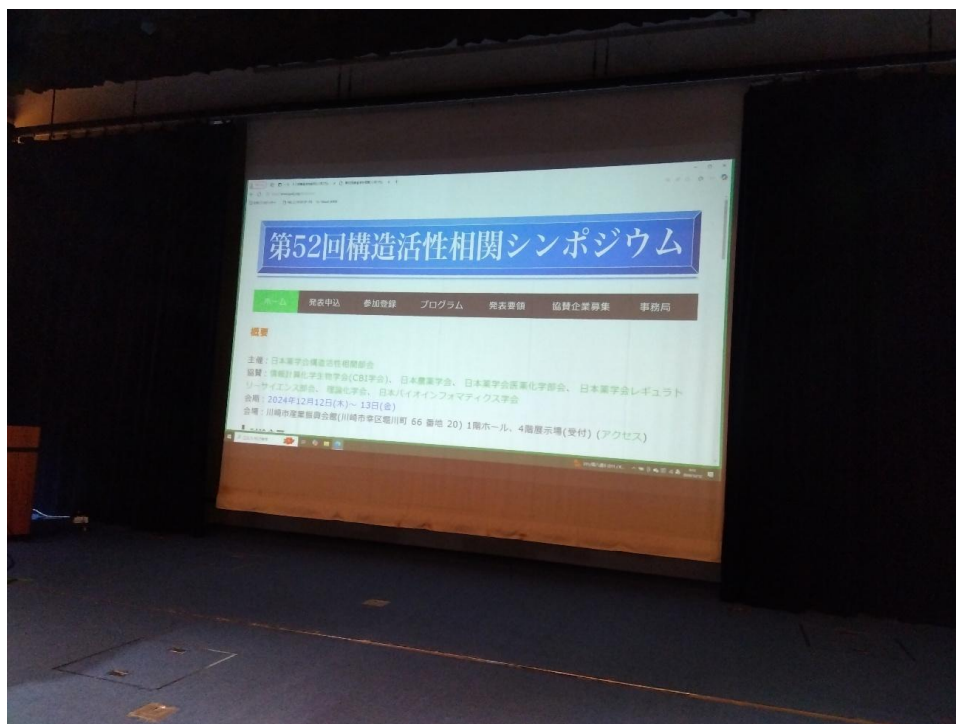 第52回構造活性相関シンポジウム
ホーム 発表申込 参加登録 プログラム 発表要領 協賛企業募集 事務局
概要
主催：日本薬学会構造活性相関部会
協賛：情報計算化学生物学会(CBI学会)、 日本農薬学会、 日本薬学会医薬化学部会、 日本薬学会レギュラト
リーサイエンス部会、 理論化学会、 日本バイオインフォマティクス学会
会期：2024年12月12日(木)～ 13日(金)
会場：川崎市産業振興会館(川崎市幸区堀川町 66 番地 20) 1階ホール、4階展示場(受付) (アクセス)